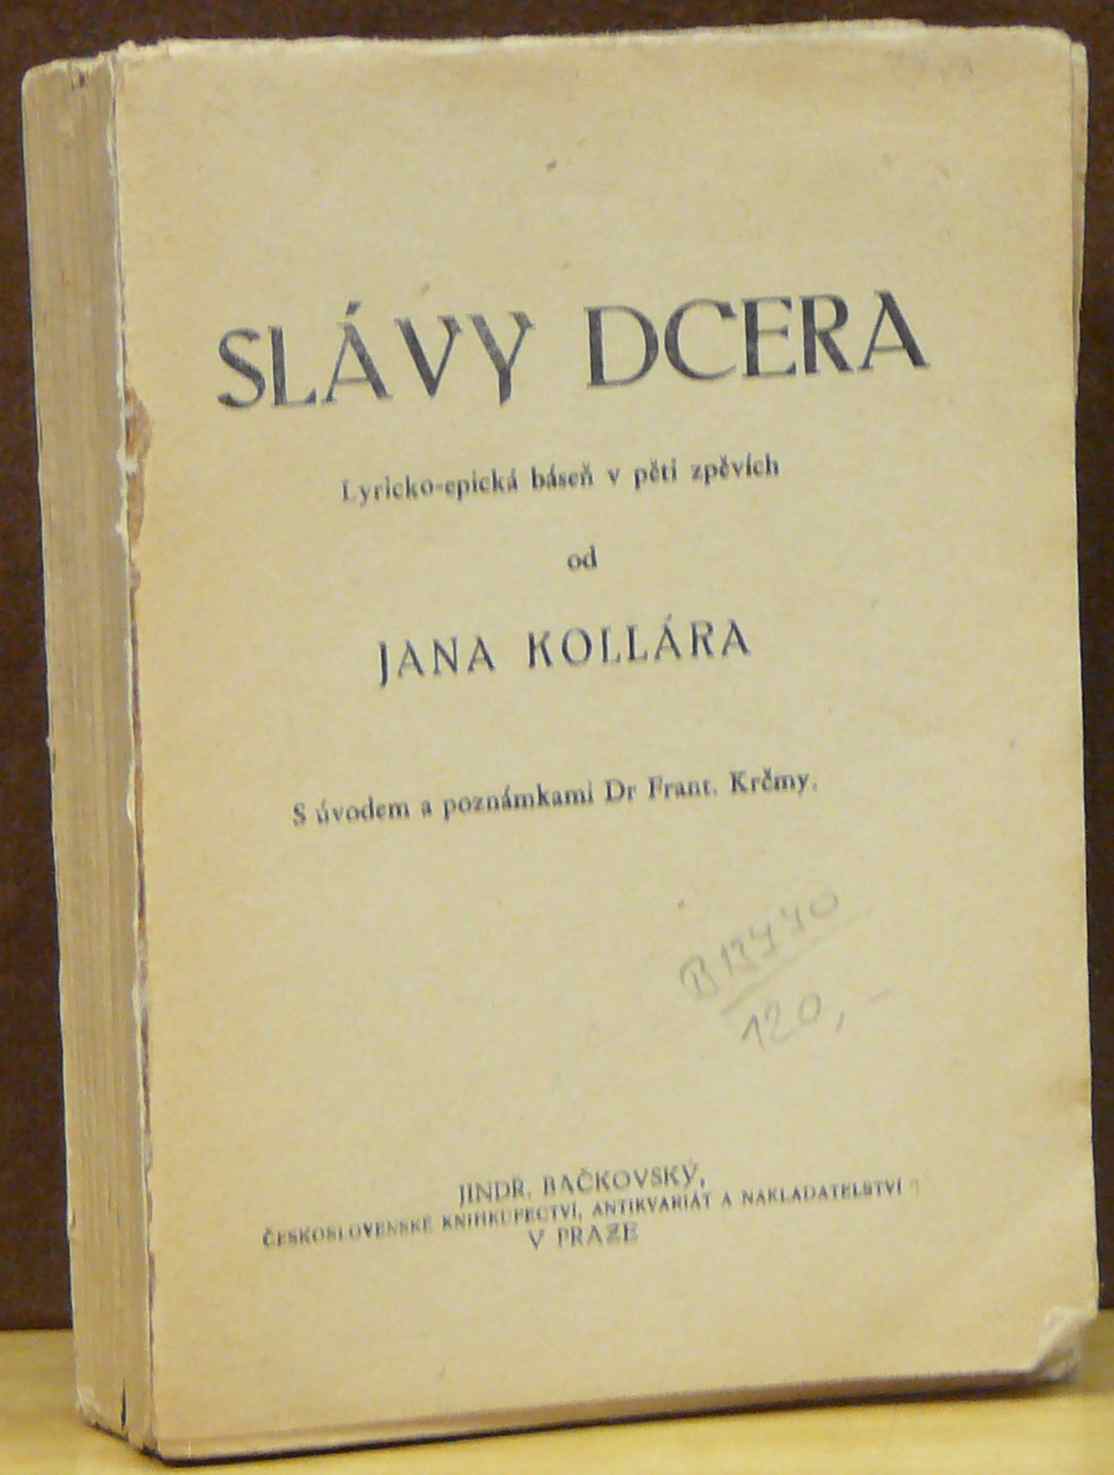 SLÁVY DCERA
Lyricko-epická báseň v pěti zpěvích
od
JANA KOLLÁRA
S úvodem a poznámkami Dr Frant. Krčmy.
120,-
JINDŘ. BAČKOVSKÝ,
ČESKOSLOVENSKÉ KNIHKUPECTVÍ, ANTIKVARIÁT A NAKLADATELSTVÍ
V PRAZE